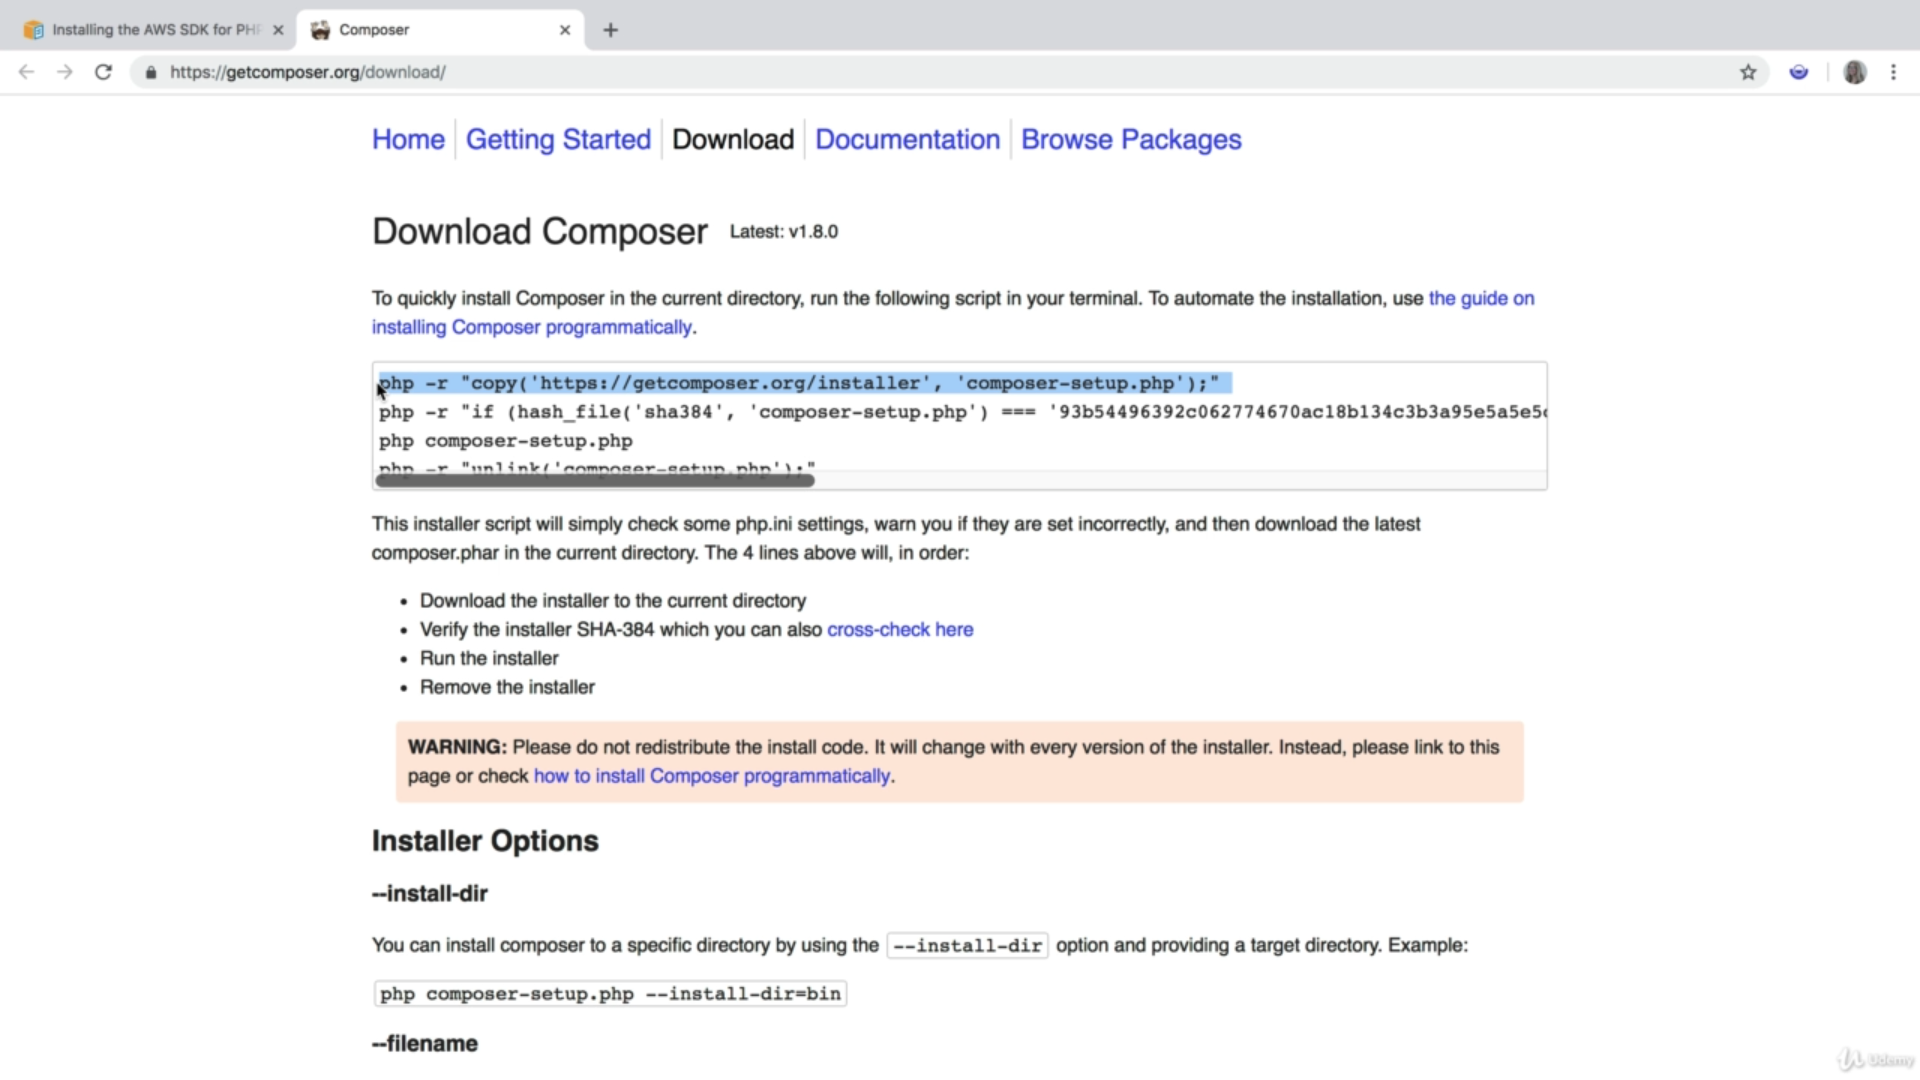 Installing the AWS SDK for PHP
Composer
https://getcomposer.org/download/
Home
Getting Started
Download
Documentation
Browse Packages
Download Composer Latest: v1.8.0
To quickly install Composer in the current directory, run the following script in your terminal. To automate the installation, use the guide on
installing Composer programmatically.
php -r "copy('https://getcomposer.org/installer', 'composer-setup.php');"
php -r "if (hash_file('sha384', 'composer-setup.php') === '93b54496392c062774670ac18b134c3b3a95e5a5e5
php composer-setup.php
php -r "unlink('composer-setup.php');"
This installer script will simply check some php.ini settings, warn you if they are set incorrectly, and then download the latest
composer.phar in the current directory. The 4 lines above will, in order:
• Download the installer to the current directory
• Verify the installer SHA-384 which you can also cross-check here
• Run the installer
• Remove the installer
WARNING: Please do not redistribute the install code. It will change with every version of the installer. Instead, please link to this
page or check how to install Composer programmatically.
Installer Options
--install-dir
You can install composer to a specific directory by using the --install-dir option and providing a target directory. Example:
php composer-setup.php --install-dir=bin
--filename
Udemy